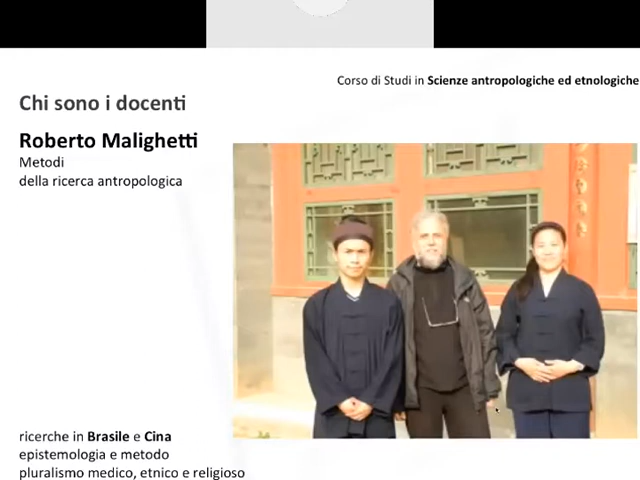 Corso di Studi in Scienze antropologiche ed etnologiche
Chi sono i docenti
Roberto Malighetti
Metodi
della ricerca antropologica
ricerche in Brasile e Cina
epistemologia e metodo
pluralismo medico, etnico e religioso